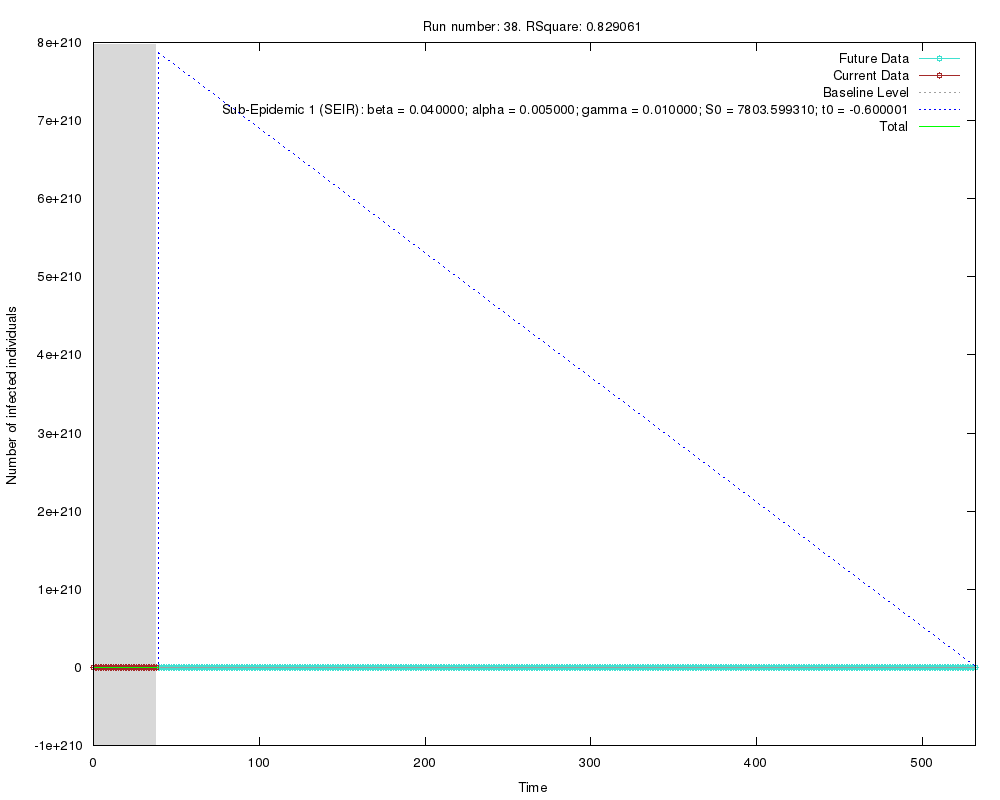 Run number: 38. RSquare: 0.829061
8e+210
7e+210
6e+210
5e+210
4e+210
3e+210
2e+210
1e+210
0
-1e+210
Number of infected individuals
Future Data
Current Data
Baseline Level
Sub-Epidemic 1 (SEIR): beta = 0.040000; alpha = 0.005000; gamma = 0.010000; S0 = 7803.599310; t0 = -0.600001
Total
0 100 200 300 400 500
Time